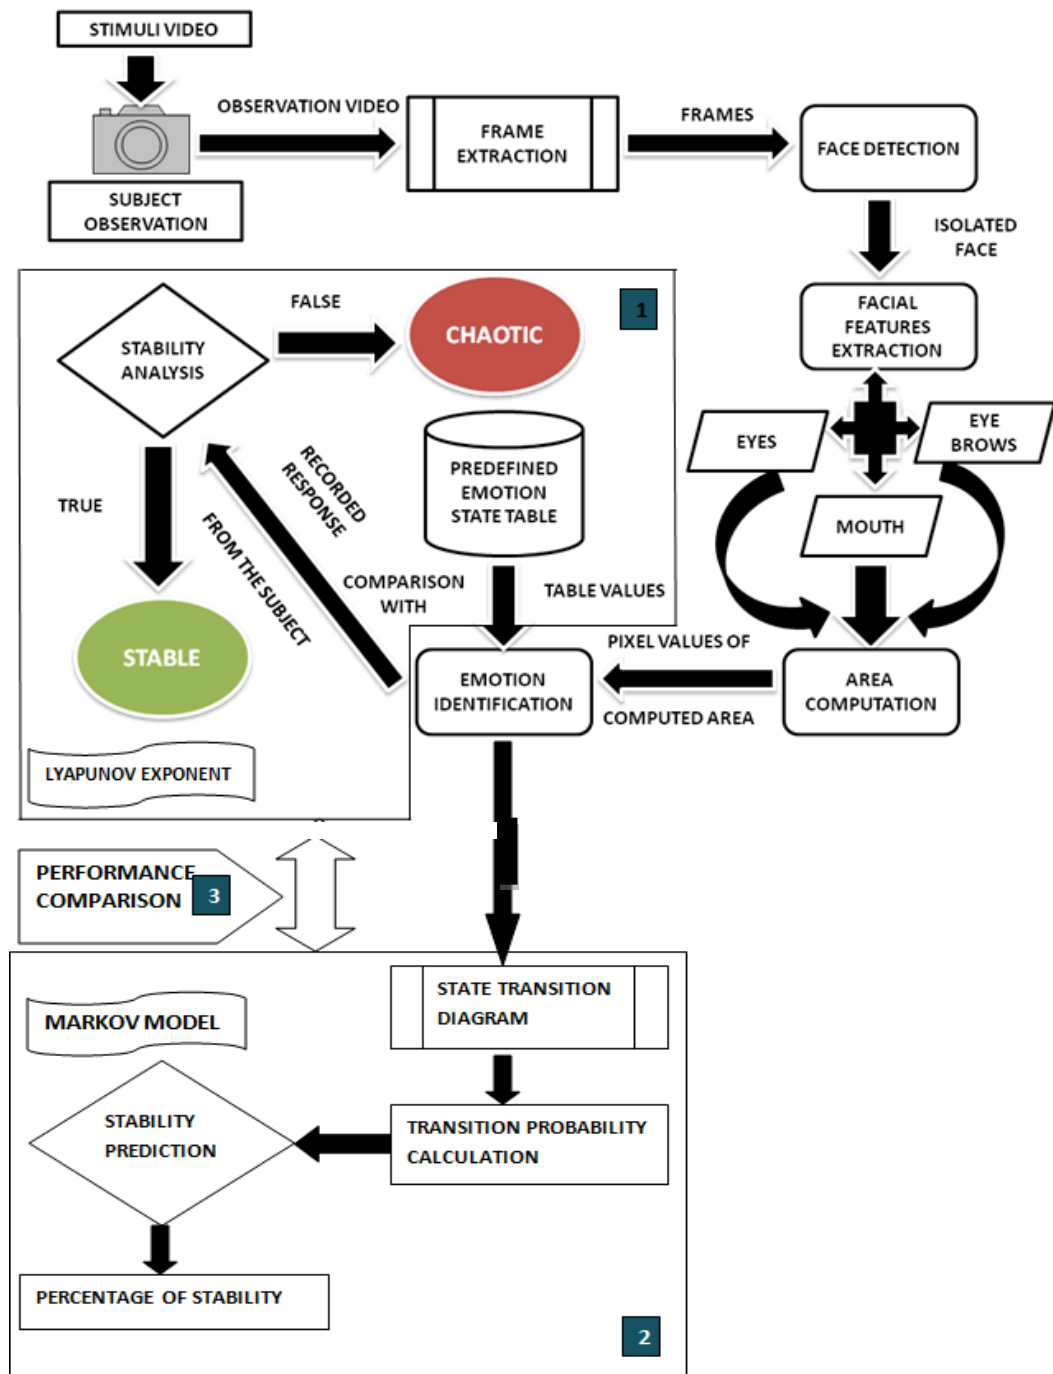 STIMULI VIDEO
OBSERVATION VIDEO
FRAMES
FRAME
EXTRACTION
FACE DETECTION
SUBJECT
OBSERVATION
ISOLATED
FACE
1
FALSE
CHAOTIC
STABILITY
ANALYSIS
FACIAL
FEATURES
EXTRACTION
EYES
EYE
BROWS
PREDEFINED
EMOTION
STATE TABLE
RECORDED
RESPONSE
FROM THE SUBJECT
TRUE
MOUTH
COMPARISON
WITH
TABLE VALUES
STABLE
PIXEL VALUES OF
COMPUTED AREA
EMOTION
IDENTIFICATION
AREA
COMPUTATION
LYAPUNOV EXPONENT
PERFORMANCE
COMPARISON
3
STATE TRANSITION
DIAGRAM
MARKOV MODEL
STABILITY
PREDICTION
TRANSITION PROBABILITY
CALCULATION
PERCENTAGE OF STABILITY
2